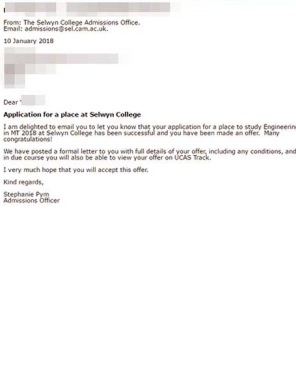 From: The Selwyn College Admissions Office.
Email: admissions@sel.cam.ac.uk.
10 January 2018
Dear
Application for a place at Selwyn College
I am delighted to email you to let you know that your application for a place to study Engineering
in MT 2018 at Selwyn College has been successful and you have been made an offer. Many
congratulations!
We have posted a formal letter to you with full details of your offer, including any conditions, and
in due course you will also be able to view your offer on UCAS Track.
I very much hope that you will accept this offer.
Kind regards,
Stephanie Pym
Admissions Officer